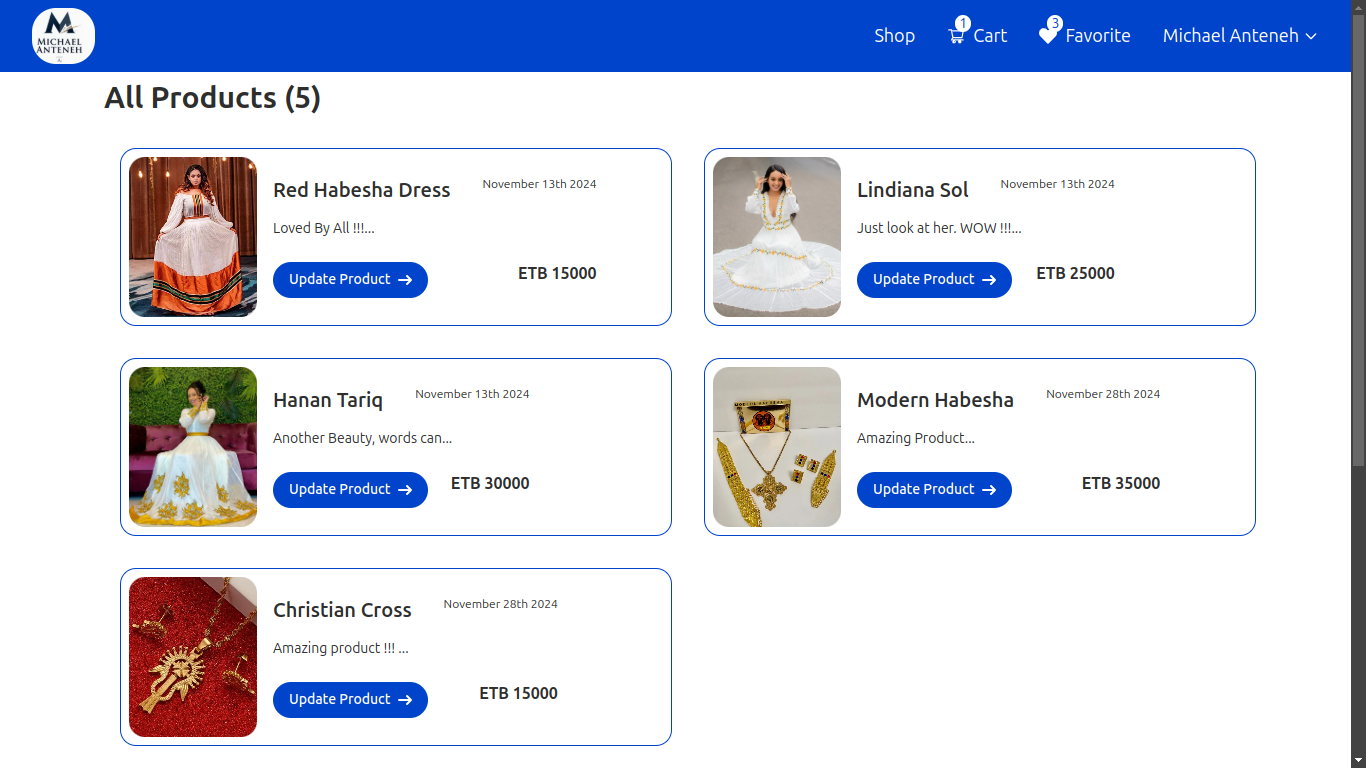 MICHAEL
ANTENEH
Shop
1
Cart
3
Favorite
Michael Anteneh
All Products (5)
Red Habesha Dress
November 13th 2024
Loved By All !!!...
Update Product
ETB 15000
Lindiana Sol
November 13th 2024
Just look at her. WOW !!!...
Update Product
ETB 25000
Hanan Tariq
November 13th 2024
Another Beauty, words can...
Update Product
ETB 30000
Modern Habesha
November 28th 2024
Amazing Product...
Update Product
ETB 35000
Christian Cross
November 28th 2024
Amazing product !!! ...
Update Product
ETB 15000